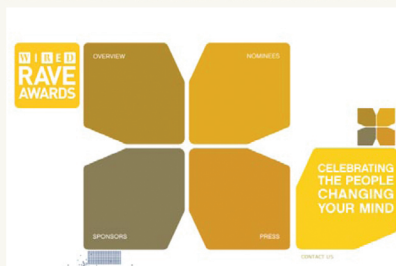 WIRED
RAVE
AWARDS
OVERVIEW
NOMINEES
CELEBRATING
THE PEOPLE
CHANGING
YOUR MIND
SPONSORS
PRESS
CONTACT US